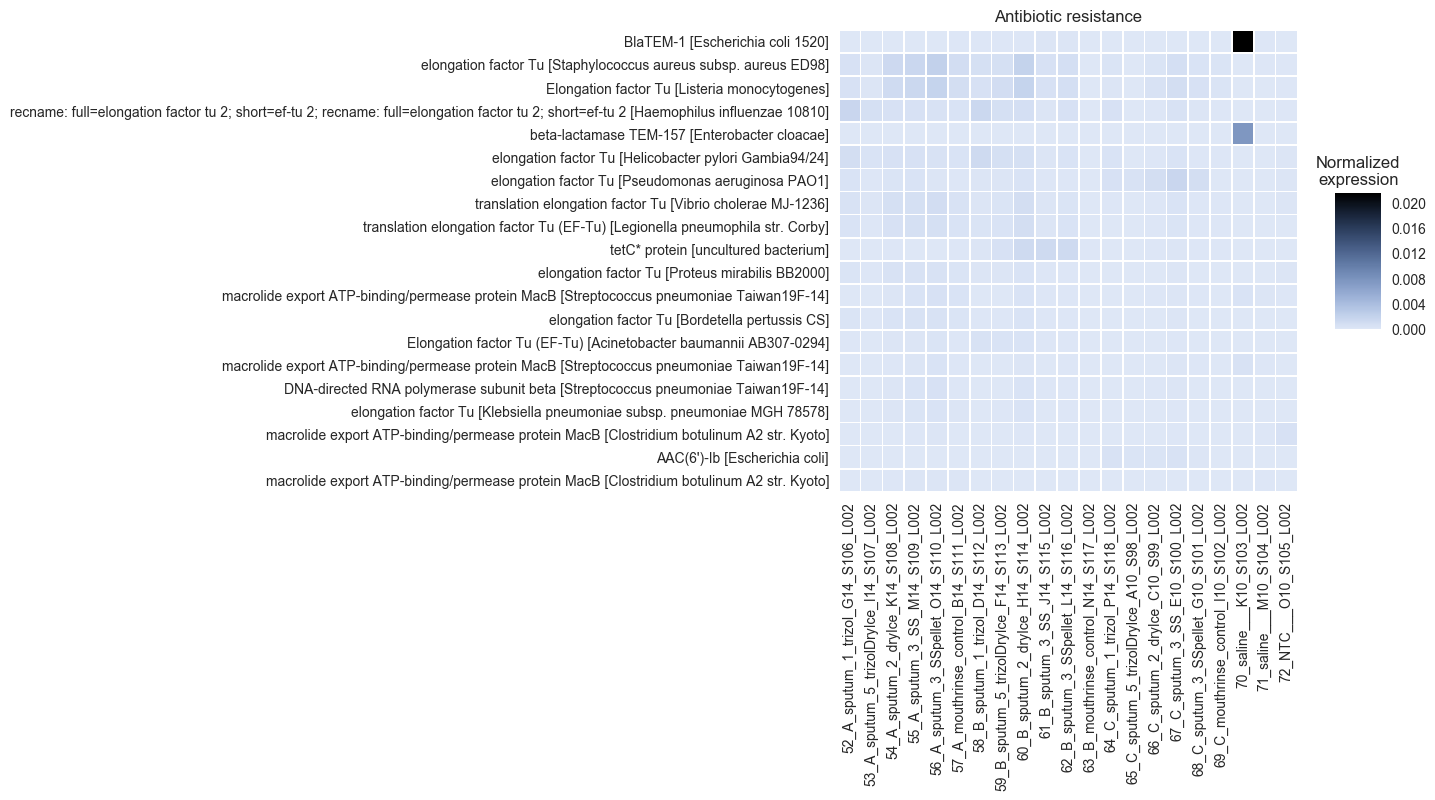 Antibiotic resistance
BlaTEM-1 [Escherichia coli 1520]
elongation factor Tu [Staphylococcus aureus subsp. aureus ED98]
Elongation factor Tu [Listeria monocytogenes]
recname: full=elongation factor tu 2; short=ef-tu 2; recname: full=elongation factor tu 2; short=ef-tu 2 [Haemophilus influenzae 10810]
beta-lactamase TEM-157 [Enterobacter cloacae]
elongation factor Tu [Helicobacter pylori Gambia94/24]
elongation factor Tu [Pseudomonas aeruginosa PAO1]
translation elongation factor Tu [Vibrio cholerae MJ-1236]
translation elongation factor Tu (EF-Tu) [Legionella pneumophila str. Corby]
tetC* protein [uncultured bacterium]
elongation factor Tu [Proteus mirabilis BB2000]
macrolide export ATP-binding/permease protein MacB [Streptococcus pneumoniae Taiwan19F-14]
elongation factor Tu [Bordetella pertussis CS]
Elongation factor Tu (EF-Tu) [Acinetobacter baumannii AB307-0294]
macrolide export ATP-binding/permease protein MacB [Streptococcus pneumoniae Taiwan19F-14]
DNA-directed RNA polymerase subunit beta [Streptococcus pneumoniae Taiwan19F-14]
elongation factor Tu [Klebsiella pneumoniae subsp. pneumoniae MGH 78578]
macrolide export ATP-binding/permease protein MacB [Clostridium botulinum A2 str. Kyoto]
AAC(6')-Ib [Escherichia coli]
macrolide export ATP-binding/permease protein MacB [Clostridium botulinum A2 str. Kyoto]
52_A_sputum_1_trizol_G14_S106_L002
53_A_sputum_5_trizolDryIce_I14_S107_L002
54_A_sputum_2_dryIce_K14_S108_L002
55_A_sputum_3_SS_M14_S109_L002
56_A_sputum_3_SSpellet_O14_S110_L002
57_A_mouthrinse_control_B14_S111_L002
58_B_sputum_1_trizol_D14_S112_L002
59_B_sputum_5_trizolDryIce_F14_S113_L002
60_B_sputum_2_dryIce_H14_S114_L002
61_B_sputum_3_SS_J14_S115_L002
62_B_sputum_3_SSpellet_L14_S116_L002
63_B_mouthrinse_control_N14_S117_L002
64_C_sputum_1_trizol_P14_S118_L002
65_C_sputum_5_trizolDryIce_A10_S98_L002
66_C_sputum_2_dryIce_C10_S99_L002
67_C_sputum_3_SS_E10_S100_L002
68_C_sputum_3_SSpellet_G10_S101_L002
69_C_mouthrinse_control_I10_S102_L002
70_saline___K10_S103_L002
71_saline___M10_S104_L002
72_NTC___O10_S105_L002
Normalized
expression
0.020
0.016
0.012
0.008
0.004
0.000